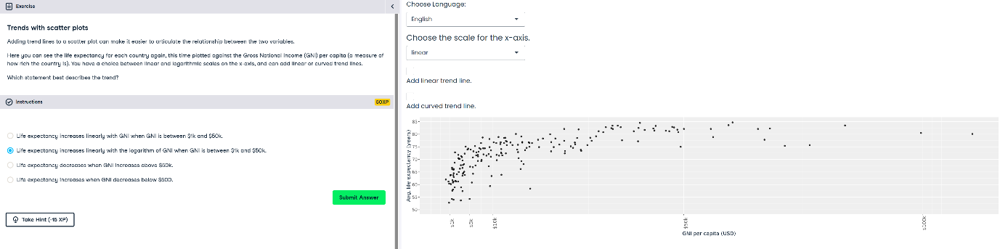 Exercise
Trends with scatter plots
Adding trend lines to a scatter plot can make it easier to articulate the relationship between the two variables.
Here you can see the life expectancy for each country again, this time plotted against the Gross National Income (GNI) per capita (a measure of
how rich the country is). You have a choice between linear and logarithmic scales on the x-axis, and can add linear or curved trend lines.
Which statement best describes the trend?
Instructions
60XP
Life expectancy increases linearly with GNI when GNI is between $1k and $50k.
Life expectancy increases linearly with the logarithm of GNI when GNI is between $1k and $50k.
Life expectancy decreases when GNI increases above $50k.
Life expectancy increases when GNI decreases below $500.
Submit Answer
Take Hint (-15 XP)
Choose Language:
English
Choose the scale for the x-axis.
linear
Add linear trend line.
Add curved trend line.
Avg. life expectancy (years)
85
80
75
70
65
60
55
50
$1k
$5k
$10k
$50k
$100k
GNI per capita (USD)